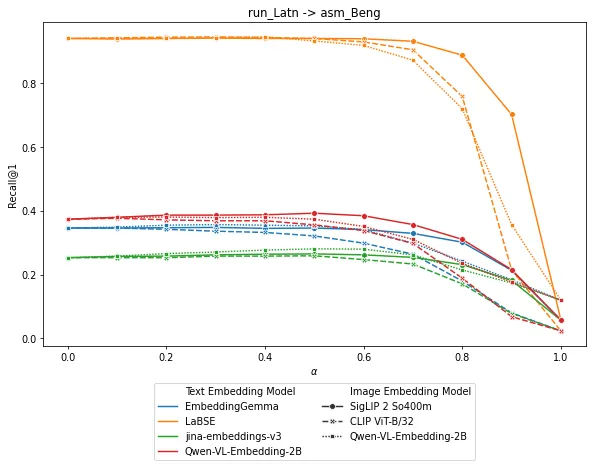 run_Latn -> asm_Beng
Recall@1
0.8
0.6
0.4
0.2
0.0
0.0 0.2 0.4 0.6 0.8 1.0
α
Text Embedding Model
EmbeddingGemma
LaBSE
jina-embeddings-v3
Qwen-VL-Embedding-2B
Image Embedding Model
SigLIP 2 So400m
CLIP ViT-B/32
Qwen-VL-Embedding-2B